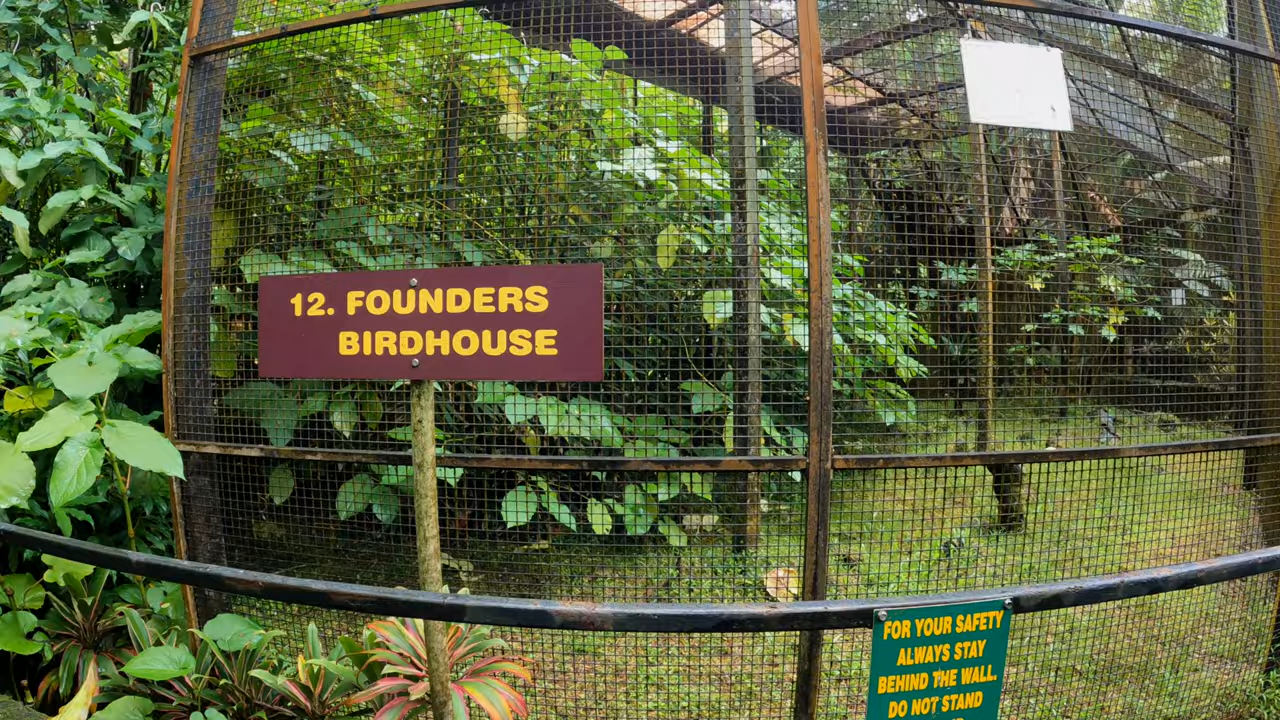 12. FOUNDERS
BIRDHOUSE
FOR YOUR SAFETY
ALWAYS STAY
BEHIND THE WALL.
DO NOT STAND